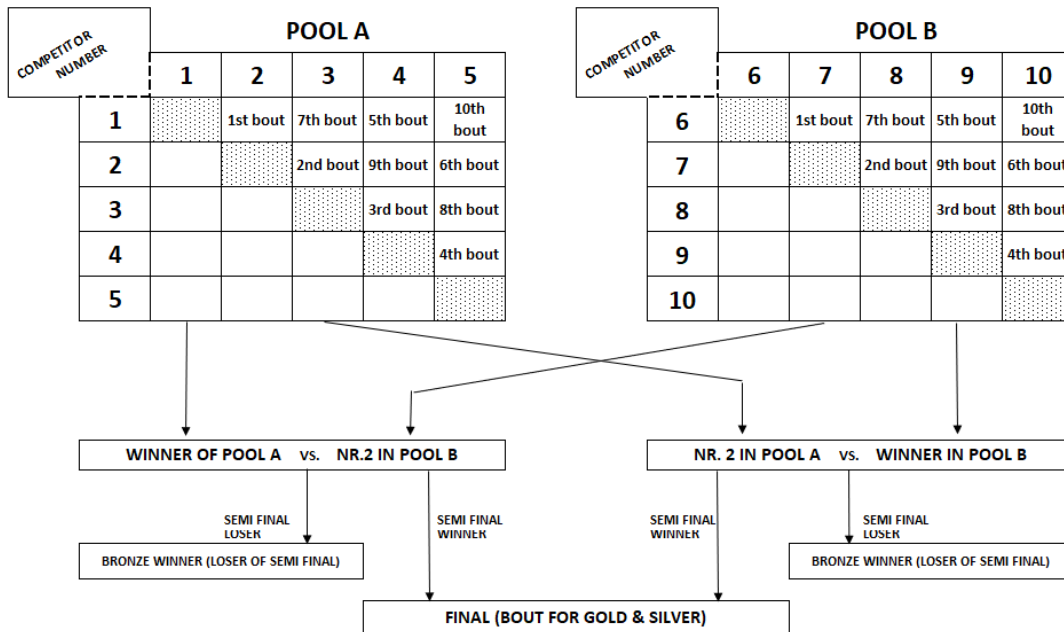 COMPETITOR
NUMBER
POOL A
1 2 3 4 5
1 1st bout 7th bout 5th bout 10th
bout
2 2nd bout 9th bout 6th bout
3 3rd bout 8th bout
4 4th bout
5
COMPETITOR
NUMBER
POOL B
6 7 8 9 10
6 1st bout 7th bout 5th bout 10th
bout
7 2nd bout 9th bout 6th bout
8 3rd bout 8th bout
9 4th bout
10
WINNER OF POOL A VS. NR.2 IN POOL B
NR. 2 IN POOL A VS. WINNER IN POOL B
SEMI FINAL
LOSER
SEMI FINAL
WINNER
SEMI FINAL
WINNER
SEMI FINAL
LOSER
BRONZE WINNER (LOSER OF SEMI FINAL)
BRONZE WINNER (LOSER OF SEMI FINAL)
FINAL (BOUT FOR GOLD & SILVER)